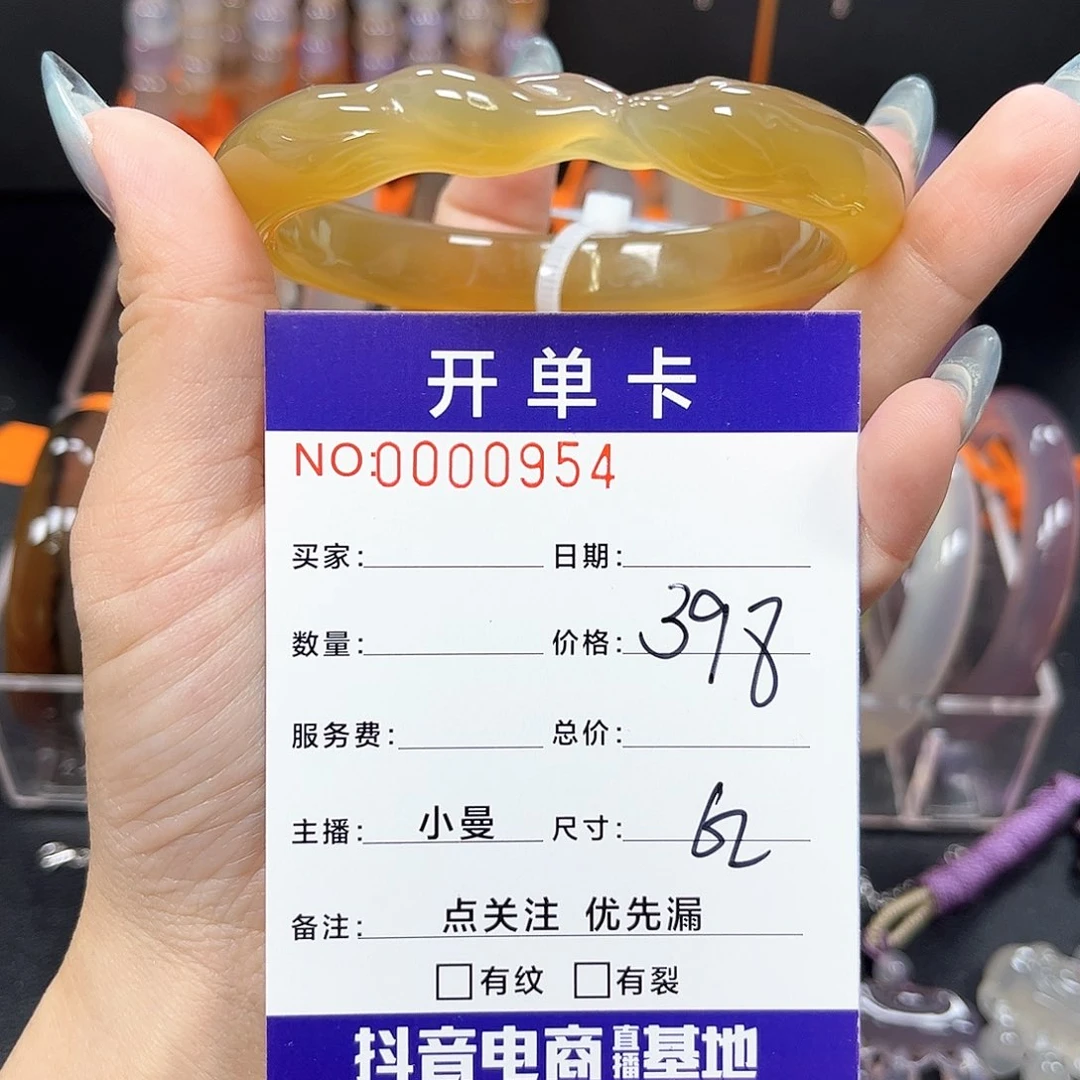 开单卡
NO:0000954
买家: 日期:
数量: 价格: 398
服务费: 总价:
主播: 小曼 尺寸: 62
备注: 点关注 优先漏
有纹 有裂
抖音电商直播基地